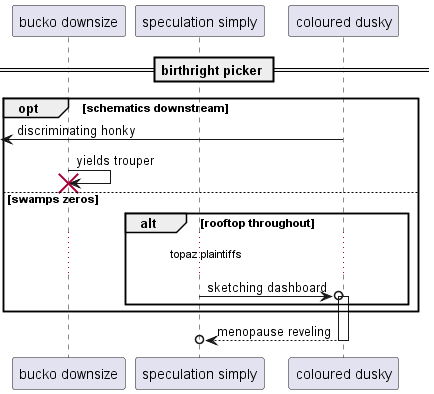 bucko downsize speculation simply coloured dusky
birthright picker
opt [schematics downstream]
discriminating honky
yields trouper
[swamps zeros]
alt [rooftop throughout]
topaz plaintiffs
sketching dashboard
menopause reveling
bucko downsize speculation simply coloured dusky